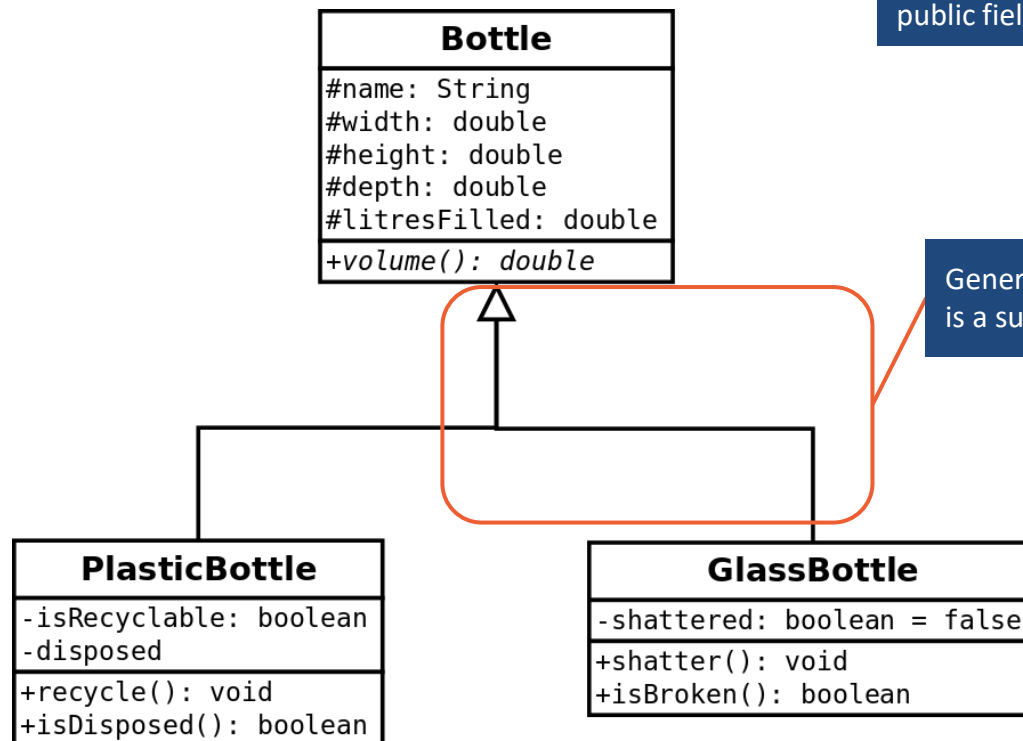 public fiel
Bottle
#name: String
#width: double
#height: double
#depth: double
#litresFilled: double
+volume(): double
Gener
is a su
PlasticBottle
-isRecyclable: boolean
-disposed
+recycle(): void
+isDisposed(): boolean
GlassBottle
-shattered: boolean = false
+shatter(): void
+isBroken(): boolean